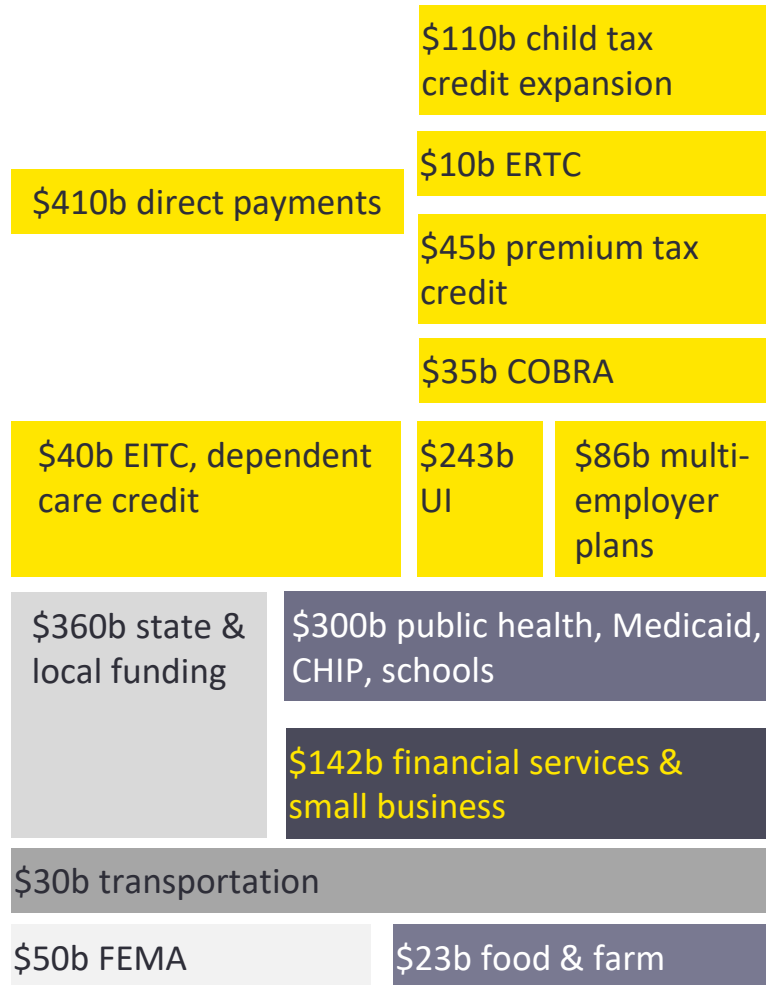 $110b child tax
credit expansion
$10b ERTC
$410b direct payments
$45b premium tax
credit
$35b COBRA
$40b EITC, dependent
care credit
$243b
UI
$86b multi-
employer
plans
$360b state &
local funding
$300b public health, Medicaid,
CHIP, schools
$142b financial services &
small business
$30b transportation
$50b FEMA
$23b food & farm